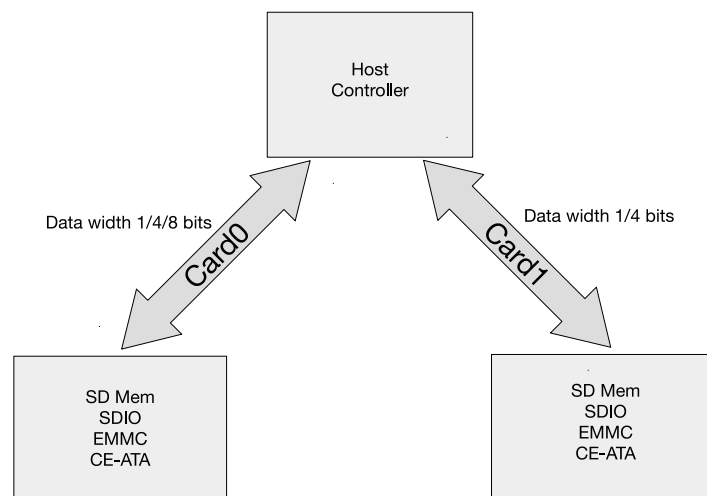 Host
Controller
Data width 1/4/8 bits
Card0
Card1
Data width 1/4 bits
SD Mem
SDIO
EMMC
CE-ATA
SD Mem
SDIO
EMMC
CE-ATA